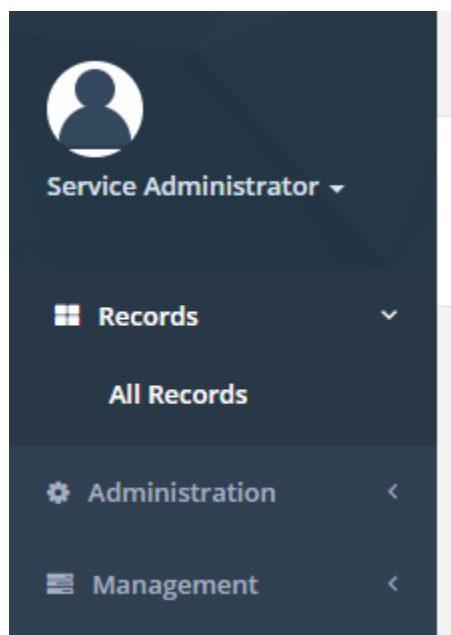 Service Administrator
Records
All Records
Administration
Management